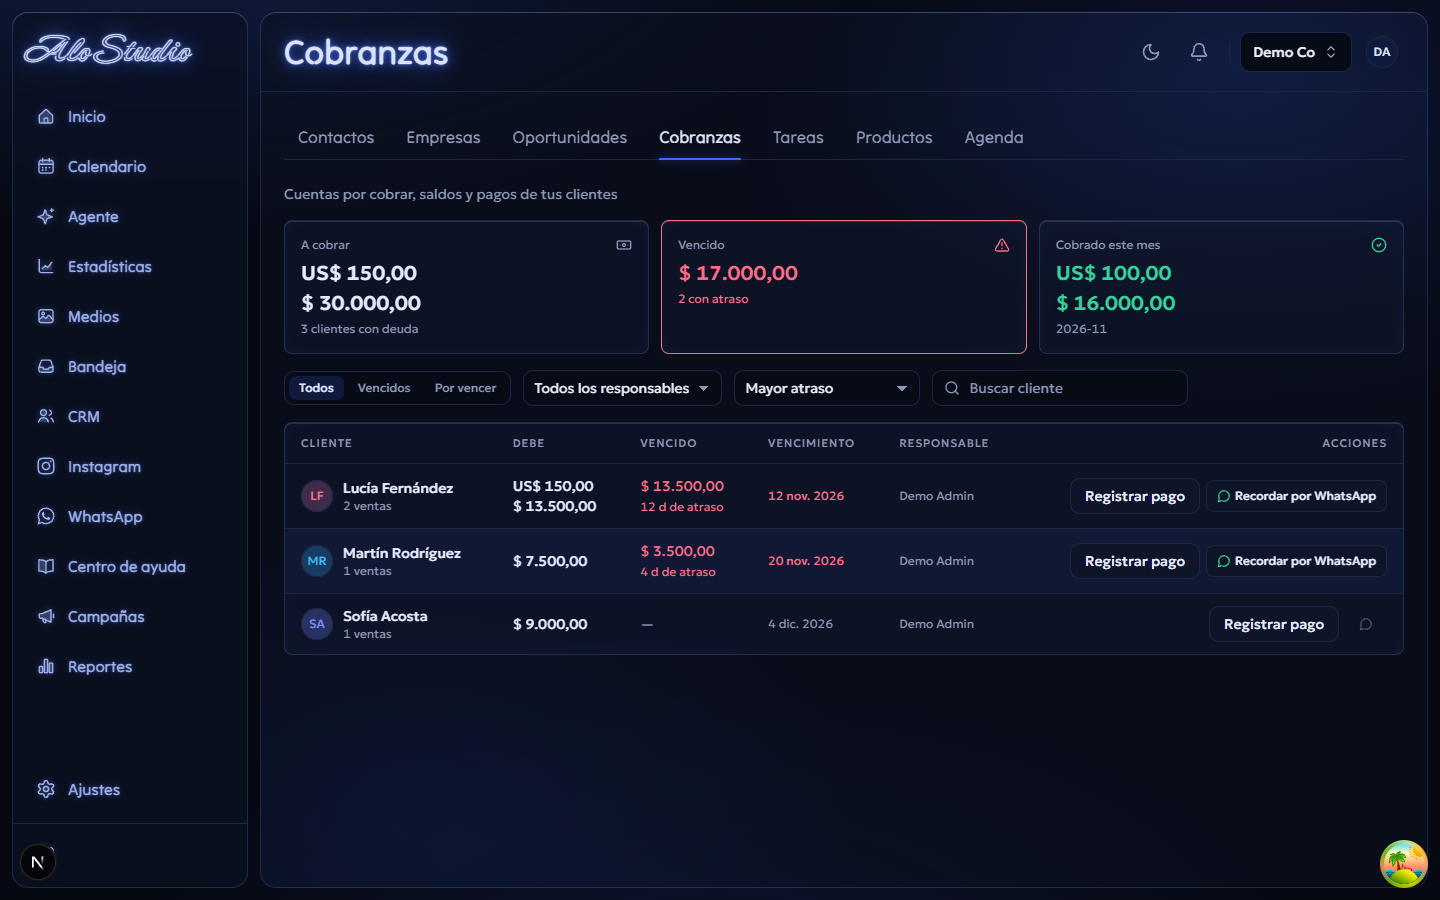 AloStudio
Inicio
Calendario
Agente
Estadísticas
Medios
Bandeja
CRM
Instagram
WhatsApp
Centro de ayuda
Campañas
Reportes
Ajustes
N
Cobranzas
Demo Co
DA
Contactos Empresas Oportunidades Cobranzas Tareas Productos Agenda
Cuentas por cobrar, saldos y pagos de tus clientes
A cobrar
US$ 150,00
$ 30.000,00
3 clientes con deuda
Vencido
$ 17.000,00
2 con atraso
Cobrado este mes
US$ 100,00
$ 16.000,00
2026-11
Todos Vencidos Por vencer Todos los responsables Mayor atraso Buscar cliente
CLIENTE DEBE VENCIDO VENCIMIENTO RESPONSABLE ACCIONES
LF
Lucía Fernández
2 ventas
US$ 150,00
$ 13.500,00
$ 13.500,00
12 d de atraso
12 nov. 2026
Demo Admin
Registrar pago
Recordar por WhatsApp
MR
Martín Rodríguez
1 ventas
$ 7.500,00
$ 3.500,00
4 d de atraso
20 nov. 2026
Demo Admin
Registrar pago
Recordar por WhatsApp
SA
Sofía Acosta
1 ventas
$ 9.000,00
—
4 dic. 2026
Demo Admin
Registrar pago